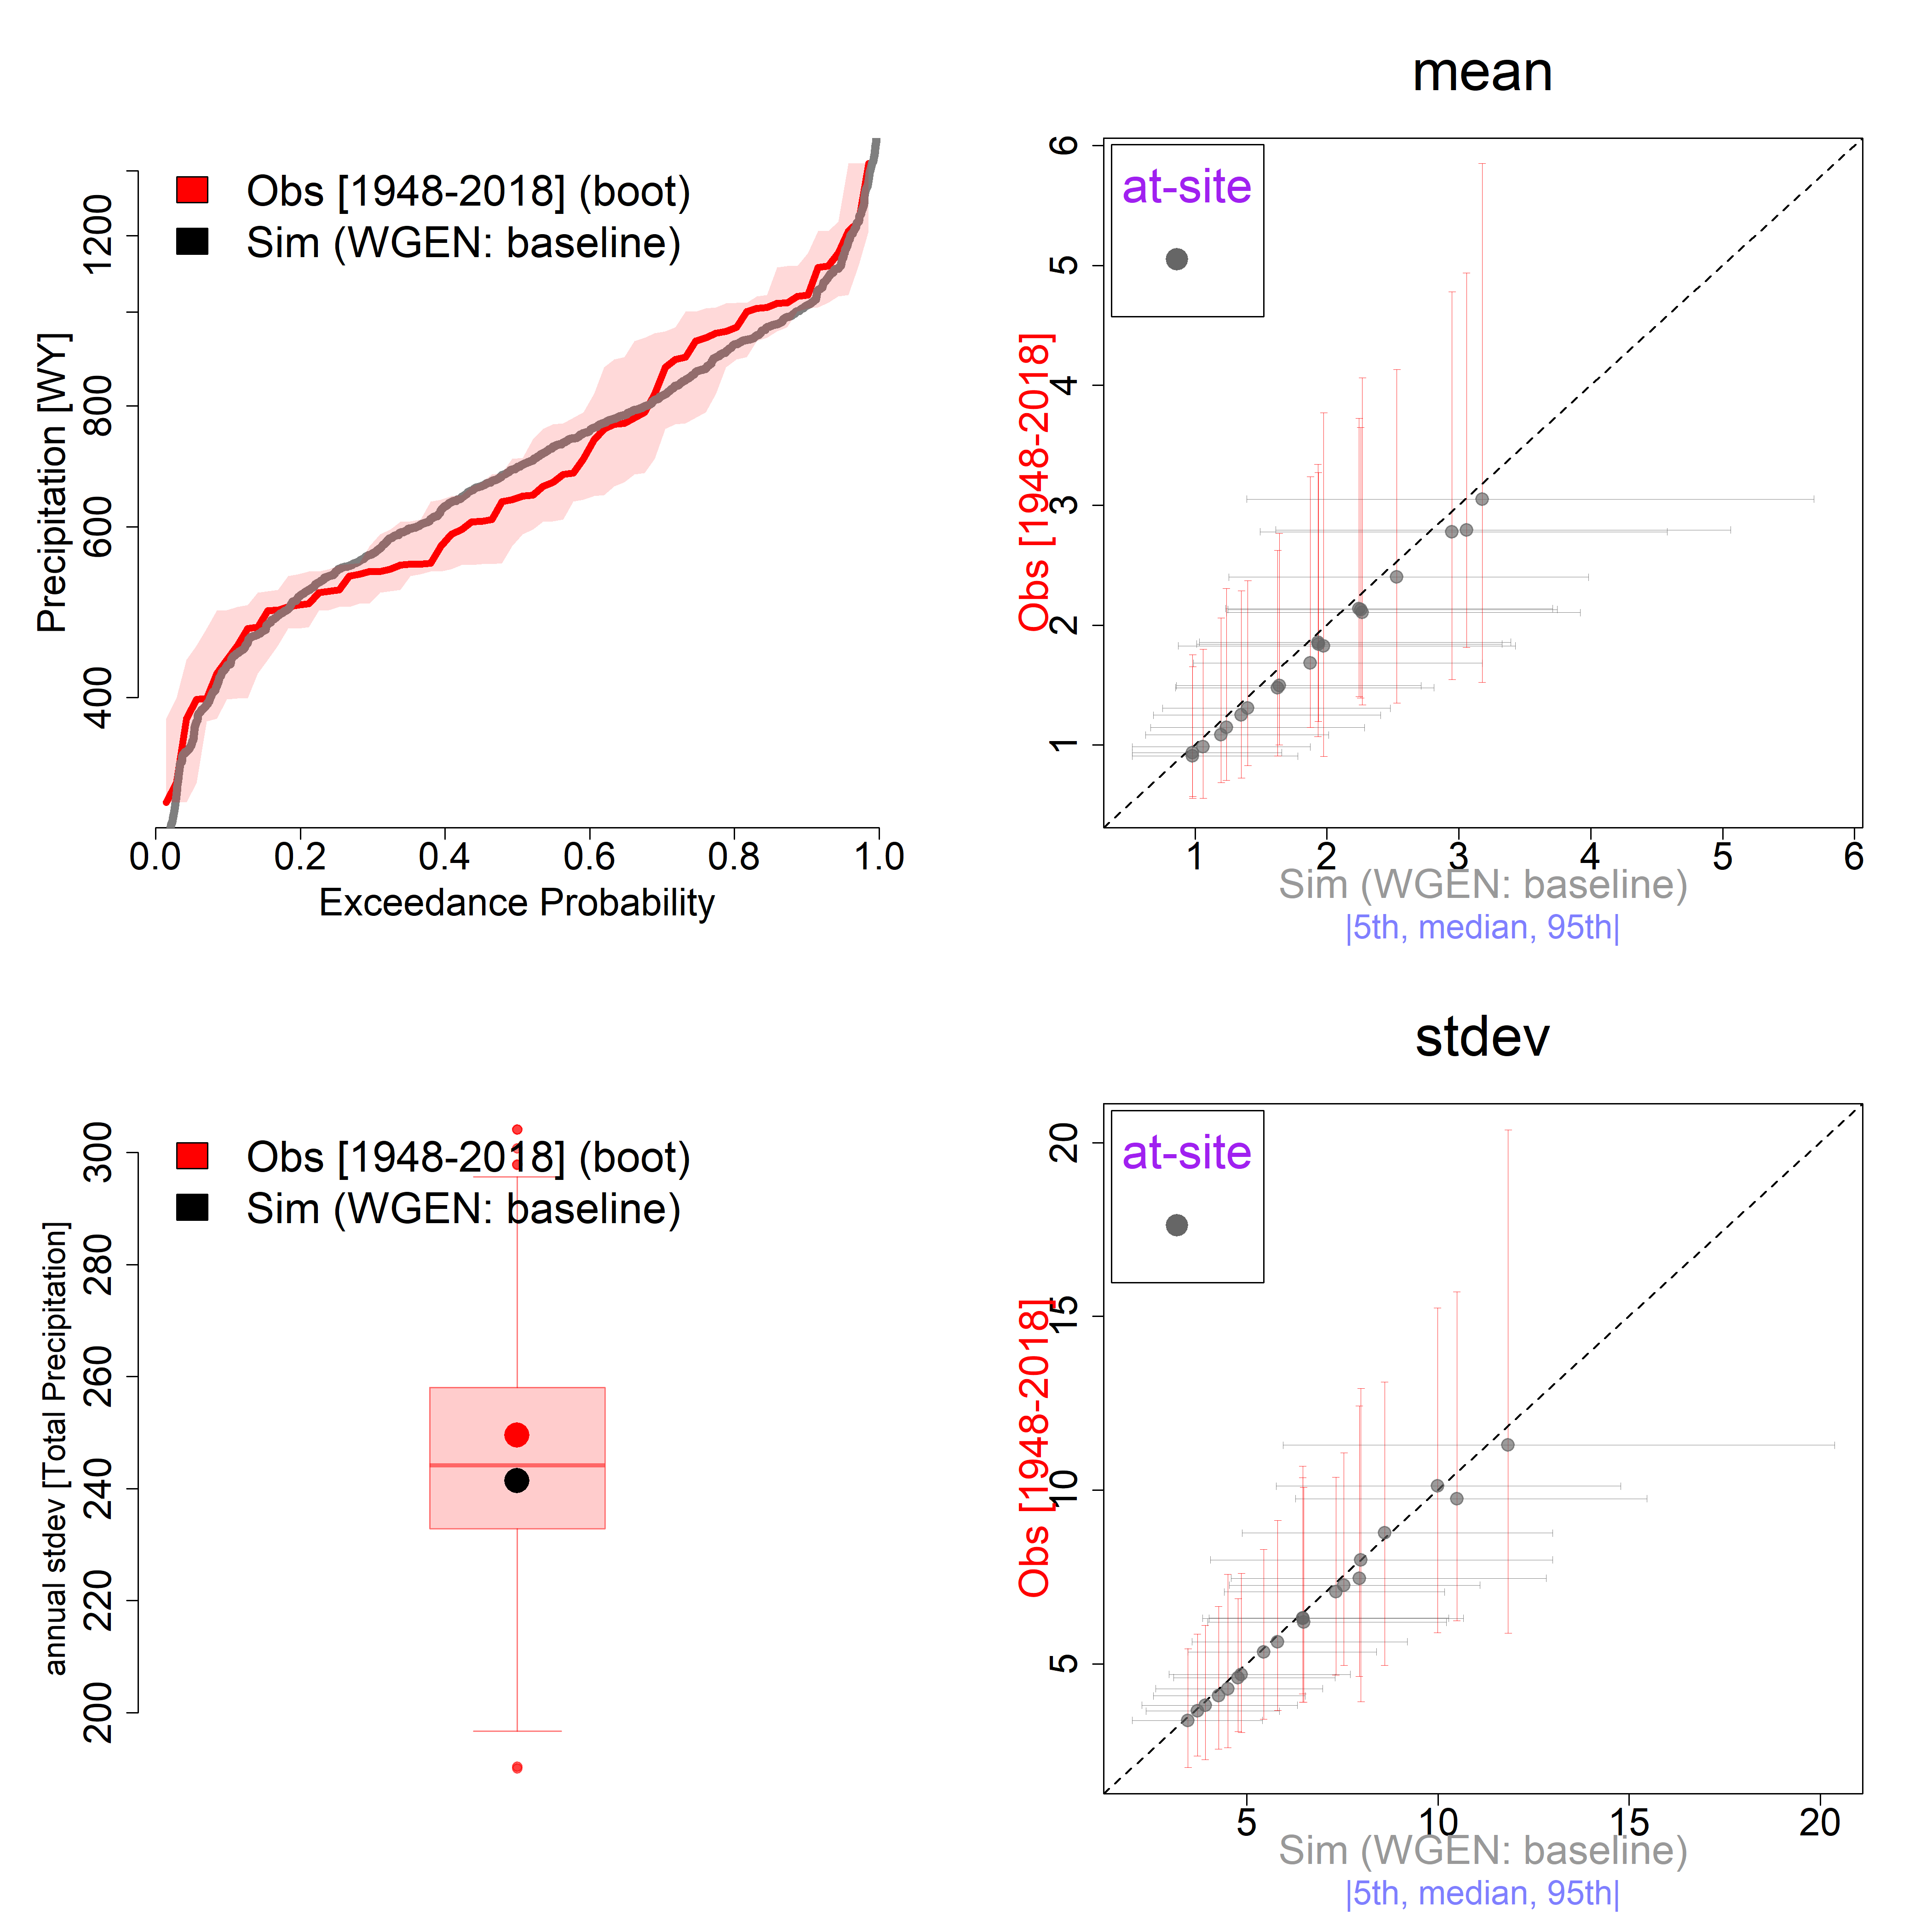 Obs [1948-2018] (boot)
Sim (WGEN: baseline)
Precipitation [WY]
1200
800
600
400
0.0 0.2 0.4 0.6 0.8 1.0
Exceedance Probability
mean
at-site
Obs [1948-2018]
6
5
4
3
2
1
1 2 3 4 5 6
Sim (WGEN: baseline)
|5th, median, 95th|
Obs [1948-2018] (boot)
Sim (WGEN: baseline)
annual stdev [Total Precipitation]
300
280
260
240
220
200
stdev
at-site
Obs [1948-2018]
20
15
10
5
5 10 15 20
Sim (WGEN: baseline)
|5th, median, 95th|